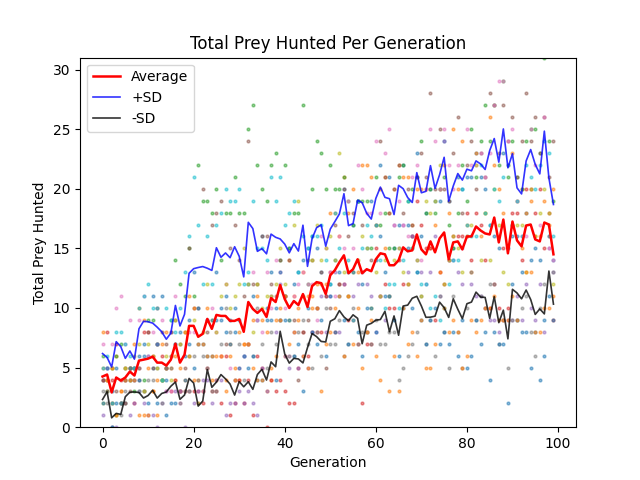 Total Prey Hunted Per Generation
Average
+SD
-SD
Total Prey Hunted
30
25
20
15
10
5
0
0 20 40 60 80 100
Generation